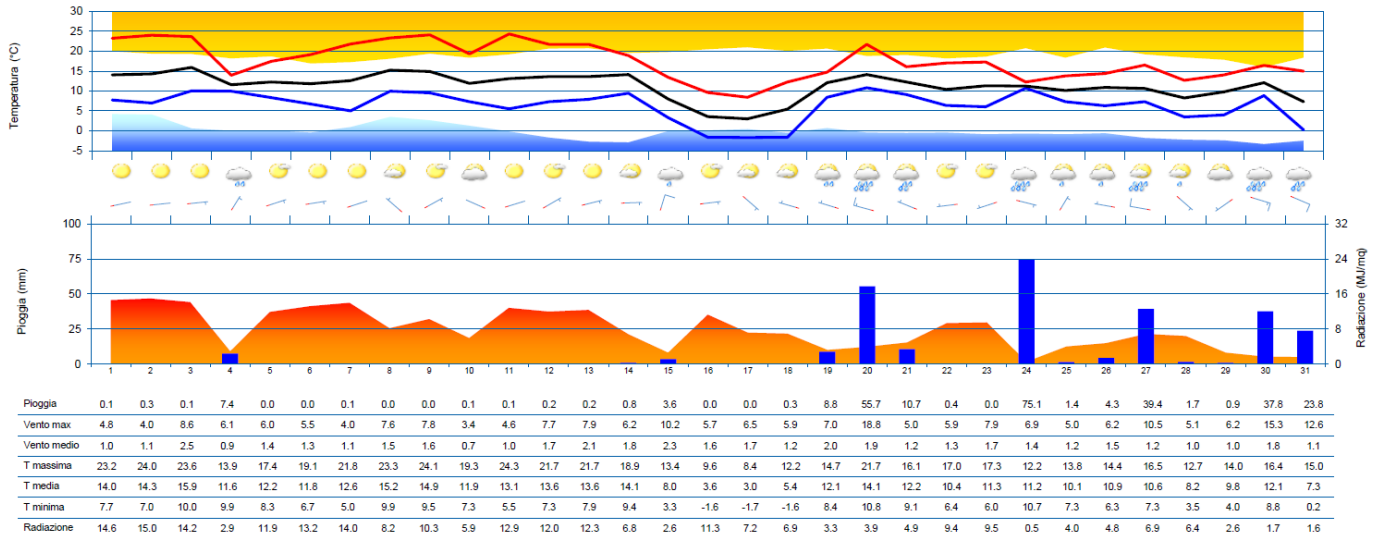 Temperatura (°C)
30
25
20
15
10
5
0
-5
Pioggia (mm)
100
75
50
25
0
Radiazione (MJ/mq)
32
24
16
8
0
1 2 3 4 5 6 7 8 9 10 11 12 13 14 15 16 17 18 19 20 21 22 23 24 25 26 27 28 29 30 31
Pioggia 0.1 0.3 0.1 7.4 0.0 0.0 0.1 0.0 0.0 0.1 0.1 0.2 0.2 0.8 3.6 0.0 0.0 0.3 8.8 55.7 10.7 0.4 0.0 75.1 1.4 4.3 39.4 1.7 0.9 37.8 23.8
Vento max 4.8 4.0 8.6 6.1 6.0 5.5 4.0 7.6 7.8 3.4 4.6 7.7 7.9 6.2 10.2 5.7 6.5 5.9 7.0 18.8 5.0 5.9 7.9 6.9 5.0 6.2 10.5 5.1 6.2 15.3 12.6
Vento medio 1.0 1.1 2.5 0.9 1.4 1.3 1.1 1.5 1.6 0.7 1.0 1.7 2.1 1.8 2.3 1.6 1.7 1.2 2.0 1.9 1.2 1.3 1.7 1.4 1.2 1.5 1.2 1.0 1.0 1.8 1.1
T massima 23.2 24.0 23.6 13.9 17.4 19.1 21.8 23.3 24.1 19.3 24.3 21.7 21.7 18.9 13.4 9.6 8.4 12.2 14.7 21.7 16.1 17.0 17.3 12.2 13.8 14.4 16.5 12.7 14.0 16.4 15.0
T media 14.0 14.3 15.9 11.6 12.2 11.8 12.6 15.2 14.9 11.9 13.1 13.6 13.6 14.1 8.0 3.6 3.0 5.4 12.1 14.1 12.2 10.4 11.3 11.2 10.1 10.9 10.6 8.2 9.8 12.1 7.3
T minima 7.7 7.0 10.0 9.9 8.3 6.7 5.0 9.9 9.5 7.3 5.5 7.3 7.9 9.4 3.3 -1.6 -1.7 -1.6 8.4 10.8 9.1 6.4 6.0 10.7 7.3 6.3 7.3 3.5 4.0 8.8 0.2
Radiazione 14.6 15.0 14.2 2.9 11.9 13.2 14.0 8.2 10.3 5.9 12.9 12.0 12.3 6.8 2.6 11.3 7.2 6.9 3.3 3.9 4.9 9.4 9.5 0.5 4.0 4.8 6.9 6.4 2.6 1.7 1.6